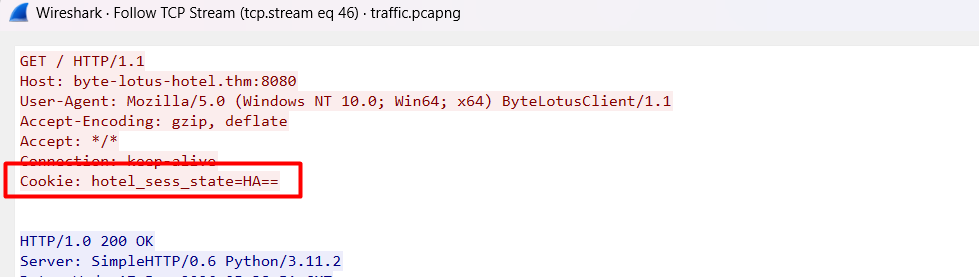 Wireshark · Follow TCP Stream (tcp.stream eq 46) · traffic.pcapng
GET / HTTP/1.1
Host: byte-lotus-hotel.thm:8080
User-Agent: Mozilla/5.0 (Windows NT 10.0; Win64; x64) ByteLotusClient/1.1
Accept-Encoding: gzip, deflate
Accept: */*
Connection: keep-alive
Cookie: hotel_sess_state=HA==
HTTP/1.0 200 OK
Server: SimpleHTTP/0.6 Python/3.11.2